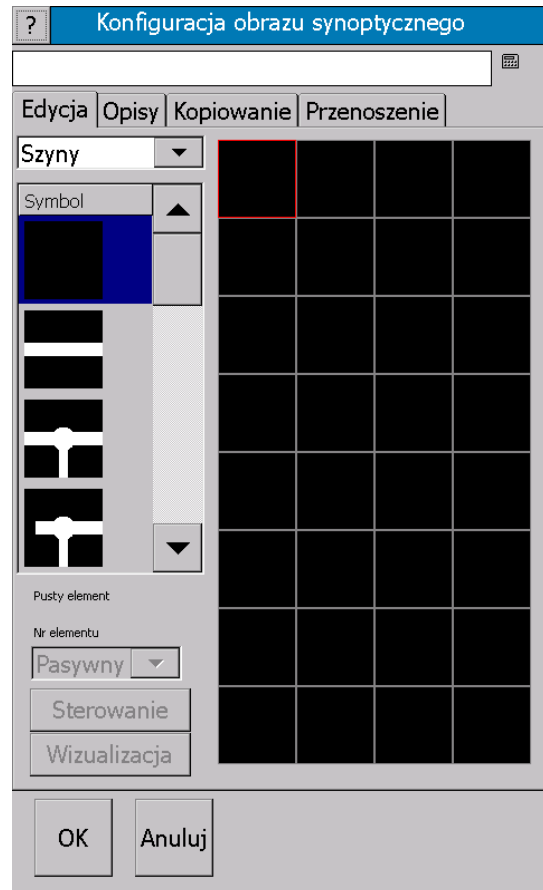 ? Konfiguracja obrazu synoptycznego
Edycja Opisy Kopiowanie Przenoszenie
Szyny
Symbol
Pusty element
Nr elementu
Pasywny
Sterowanie
Wizualizacja
OK Anuluj